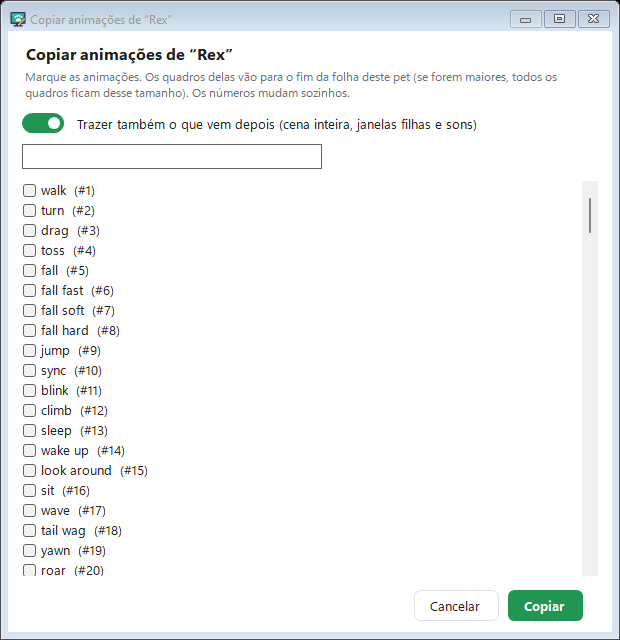 Copiar animações de “Rex”
Copiar animações de “Rex”
Marque as animações. Os quadros delas vão para o fim da folha deste pet (se forem maiores, todos os
quadros ficam desse tamanho). Os números mudam sozinhos.
Trazer também o que vem depois (cena inteira, janelas filhas e sons)
walk (#1)
turn (#2)
drag (#3)
toss (#4)
fall (#5)
fall fast (#6)
fall soft (#7)
fall hard (#8)
jump (#9)
sync (#10)
blink (#11)
climb (#12)
sleep (#13)
wake up (#14)
look around (#15)
sit (#16)
wave (#17)
tail wag (#18)
yawn (#19)
roar (#20)
Cancelar
Copiar